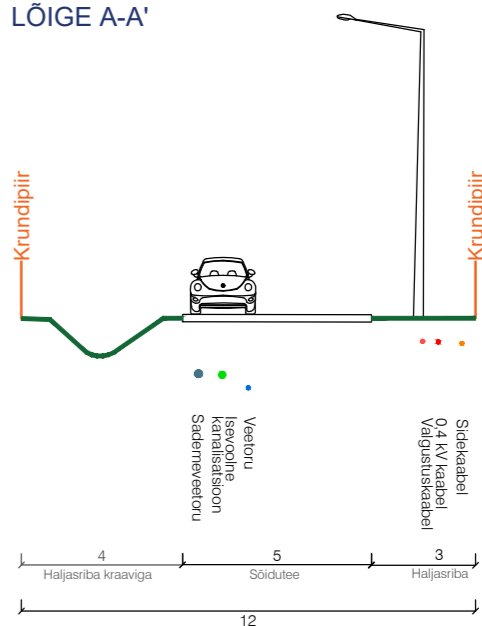 LÕIGE A-A'
Krundipiir
Krundipiir
Sademeveetoru
Isevoolne
kanalisatsioon
Veetoru
Valgustuskaabel
0,4 kV kaabel
Sidekaabel
4
5
3
Haljasriba kraaviga
Sõidutee
Haljasriba
12